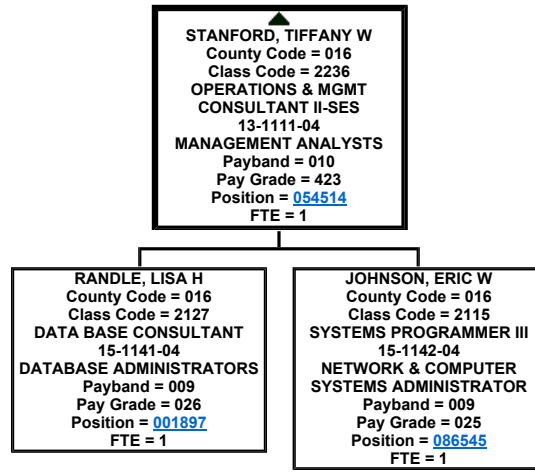 STANFORD, TIFFANY W
County Code = 016
Class Code = 2236
OPERATIONS & MGMT
CONSULTANT II-SES
13-1111-04
MANAGEMENT ANALYSTS
Payband = 010
Pay Grade = 423
Position = 054514
FTE = 1
RANDLE, LISA H
County Code = 016
Class Code = 2127
DATA BASE CONSULTANT
15-1141-04
DATABASE ADMINISTRATORS
Payband = 009
Pay Grade = 026
Position = 001897
FTE = 1
JOHNSON, ERIC W
County Code = 016
Class Code = 2115
SYSTEMS PROGRAMMER III
15-1142-04
NETWORK & COMPUTER
SYSTEMS ADMINISTRATOR
Payband = 009
Pay Grade = 025
Position = 086545
FTE = 1